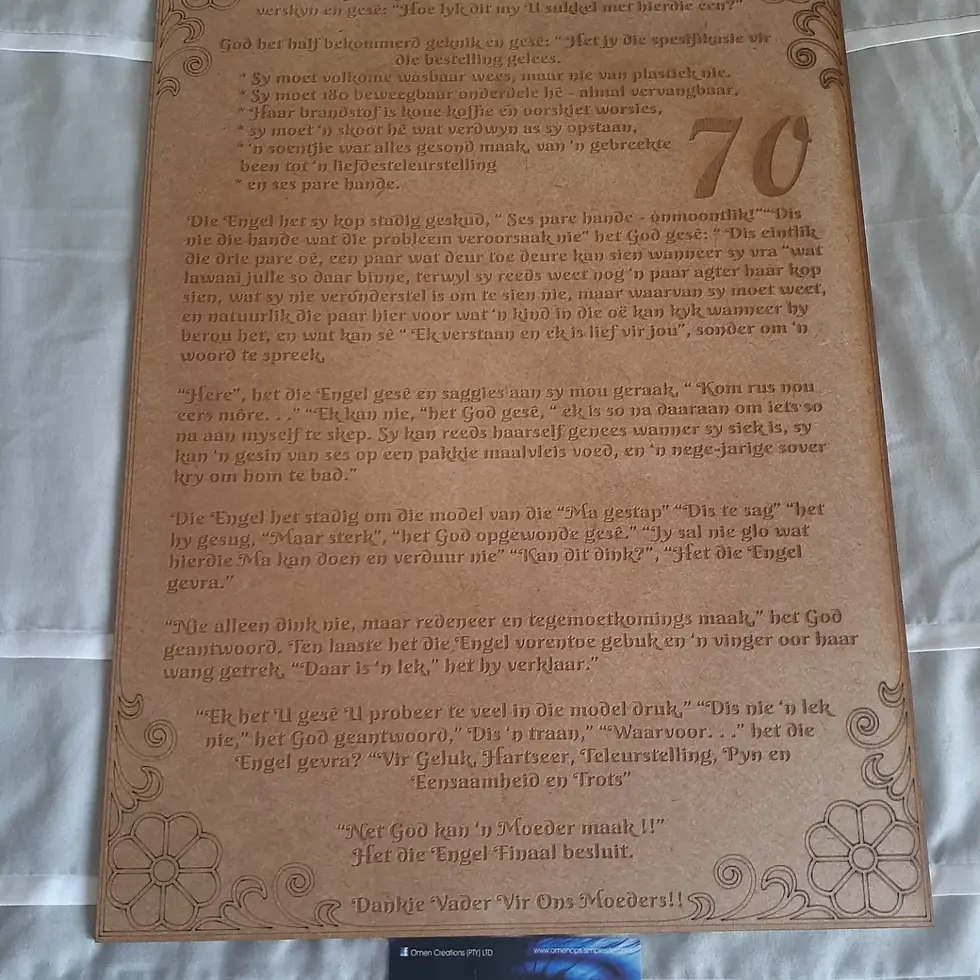 verskyn en gesê: “Hoe lyk dit my U sukkel met hierdie een?”
God het half bekommerd geknik en gesê: “ Het jy die spesifikasie vir
die bestelling gelees.
* Sy moet volkome wasbaar wees, maar nie van plastiek nie.
* Sy moet 180 beweegbaar onderdele hê - almal vervangbaar,
* Haar brandstof is koue koffie en oorskiet worsies,
* sy moet ‘n skoot hê wat verdwyn as sy opstaan,
* ‘n soentjie wat alles gesond maak, van ‘n gebreekte
been tot ‘n liefdesteleurstelling
* en ses pare hande.
70
Die Engel het sy kop stadig geskud, “ Ses pare hande - onmoontlik!”“Dis
nie die hande wat die probleem veroorsaak nie” het God gesê: “ Dis eintlik
die drie pare oë, een paar wat deur toe deure kan sien wanneer sy vra “wat
lawaai julle so daar binne, terwyl sy reeds weet nog ‘n paar agter haar kop
sien, wat sy nie veronderstel is om te sien nie, maar waarvan sy moet weet,
en natuurlik die paar hier voor wat ‘n kind in die oë kan kyk wanneer hy
berou het, en wat kan sê “ Ek verstaan en ek is lief vir jou”, sonder om ‘n
woord te spreek,
“Here”, het die Engel gesê en saggies aan sy mou geraak, “ Kom rus nou
eers môre. . .” “Ek kan nie, “het God gesê, “ ek is so na daaraan om iets so
na aan myself te skep. Sy kan reeds haarself genees wanner sy siek is, sy
kan ‘n gesin van ses op een pakkie maalvleis voed, en ‘n nege-jarige sover
kry om hom te bad.”
Die Engel het stadig om die model van die “Ma gestap” “Dis te sag” “het
hy gesug, “Maar sterk”, “het God opgewonde gesê.” “Jy sal nie glo wat
hierdie Ma kan doen en verduur nie” “Kan dit dink?”, “Het die Engel
gevra.”
“Nie alleen dink nie, maar redeneer en tegemoetkomings maak,” het God
geantwoord. Ten laaste het die Engel vorentoe gebuk en ‘n vinger oor haar
wang getrek, “Daar is ‘n lek,” het hy verklaar.”
“Ek het U gesê U probeer te veel in die model druk,” “Dis nie ‘n lek
nie,” het God geantwoord,” Dis ‘n traan,” “Waarvoor. . .” het die
Engel gevra? “Vir Geluk, Hartseer, Teleurstelling, Pyn en
Eensaamheid en Trots”
“Net God kan ‘n Moeder maak !!”
Het die Engel Finaal besluit.
Dankie Vader Vir Ons Moeders!!
Omen Creations (PTY) LTD